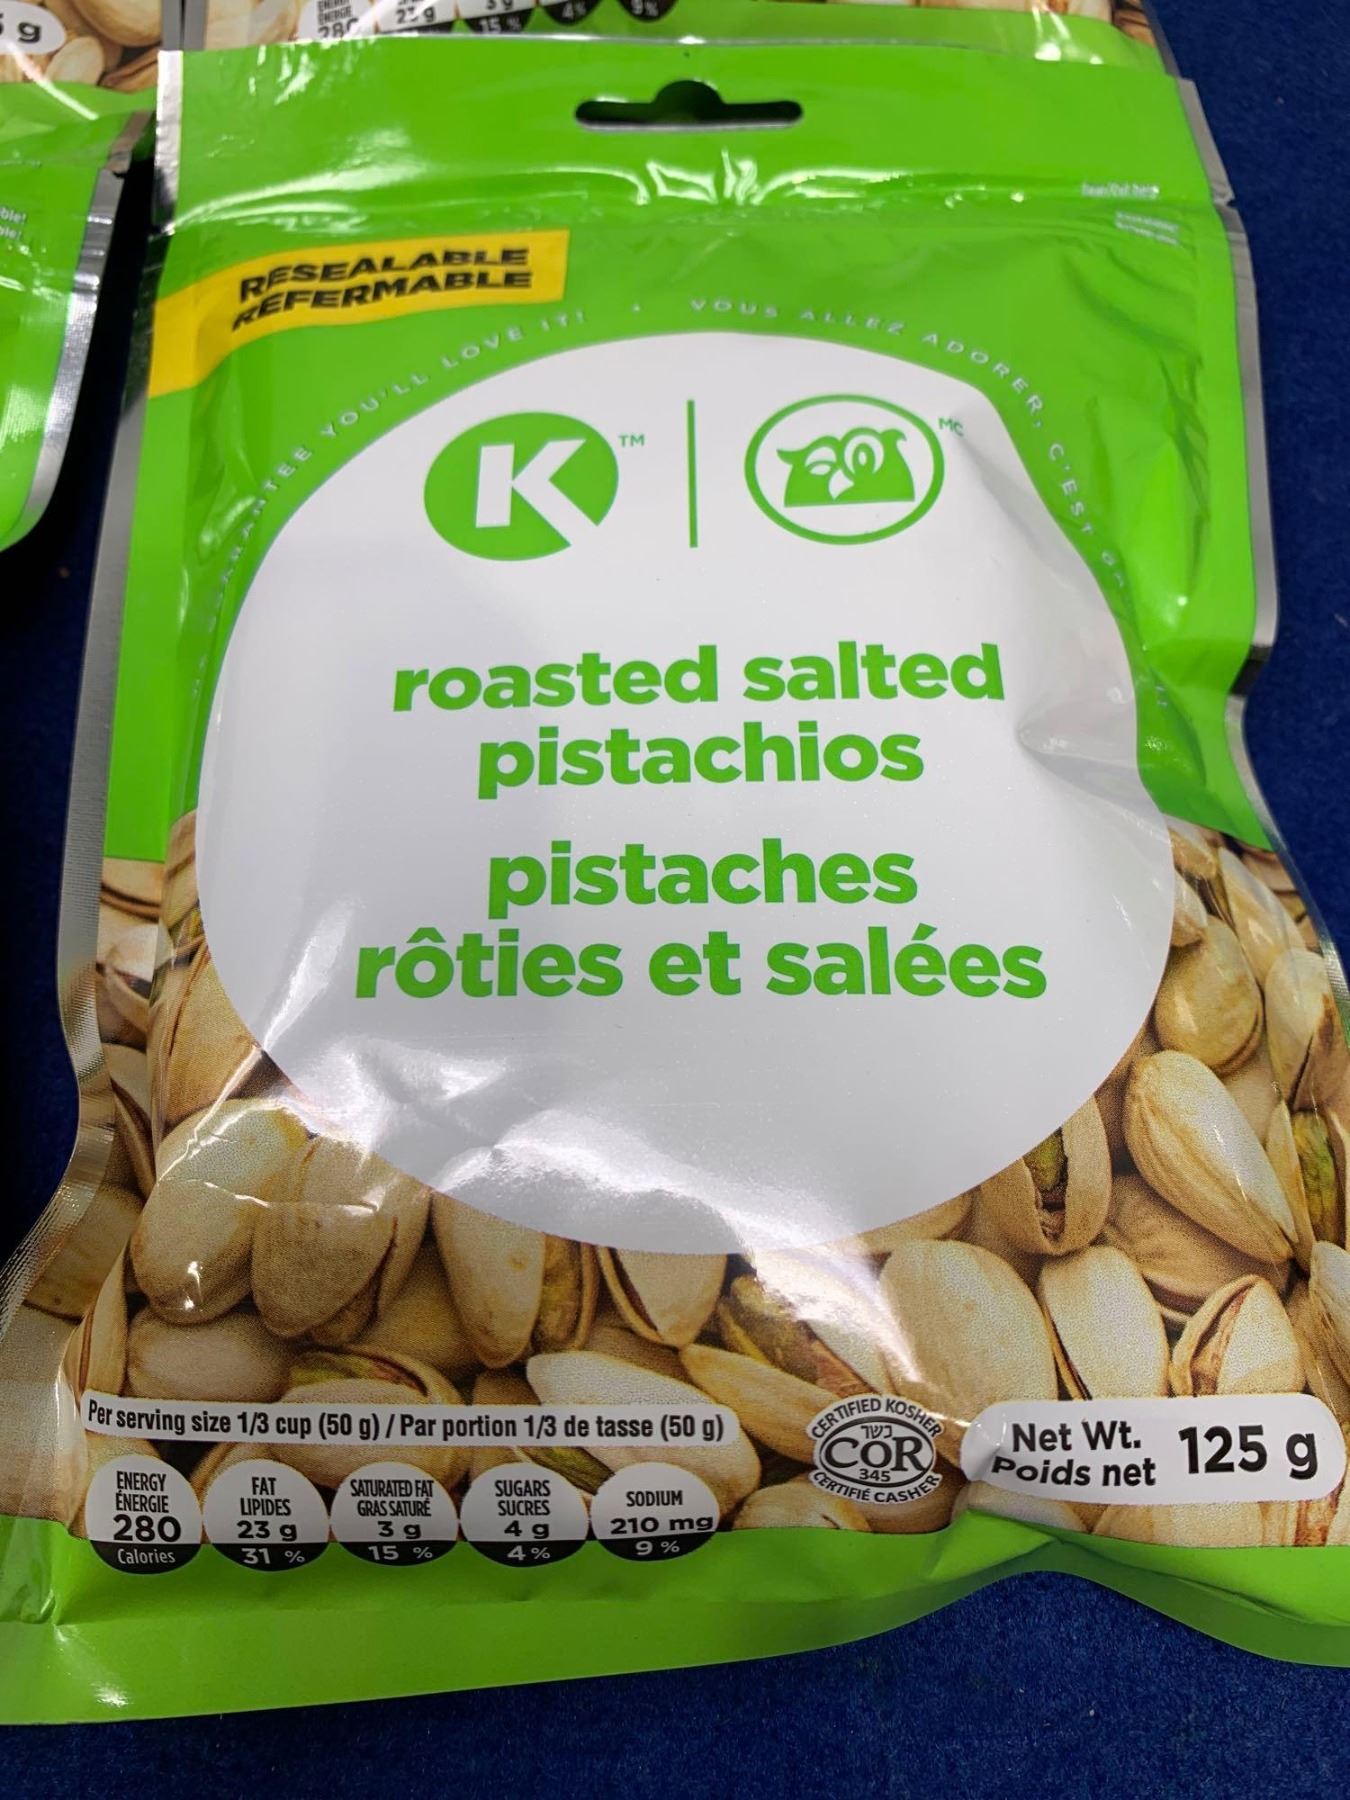 RESEALABLE
REFERMABLE
YOU'LL LOVE IT! • VOUS ALLEZ ADORER, C'EST
K TM
MC
roasted salted
pistachios
pistaches
rôties et salées
Per serving size 1/3 cup (50 g) / Par portion 1/3 de tasse (50 g)
ENERGY
ÉNERGIE
280
Calories
FAT
LIPIDES
23 g
31 %
SATURATED FAT
GRAS SATURÉ
3 g
15 %
SUGARS
SUCRES
4 g
4 %
SODIUM
210 mg
9 %
CERTIFIED KOSHER
כשר
COR
345
CERTIFIÉ CASHER
Net Wt.
Poids net
125 g